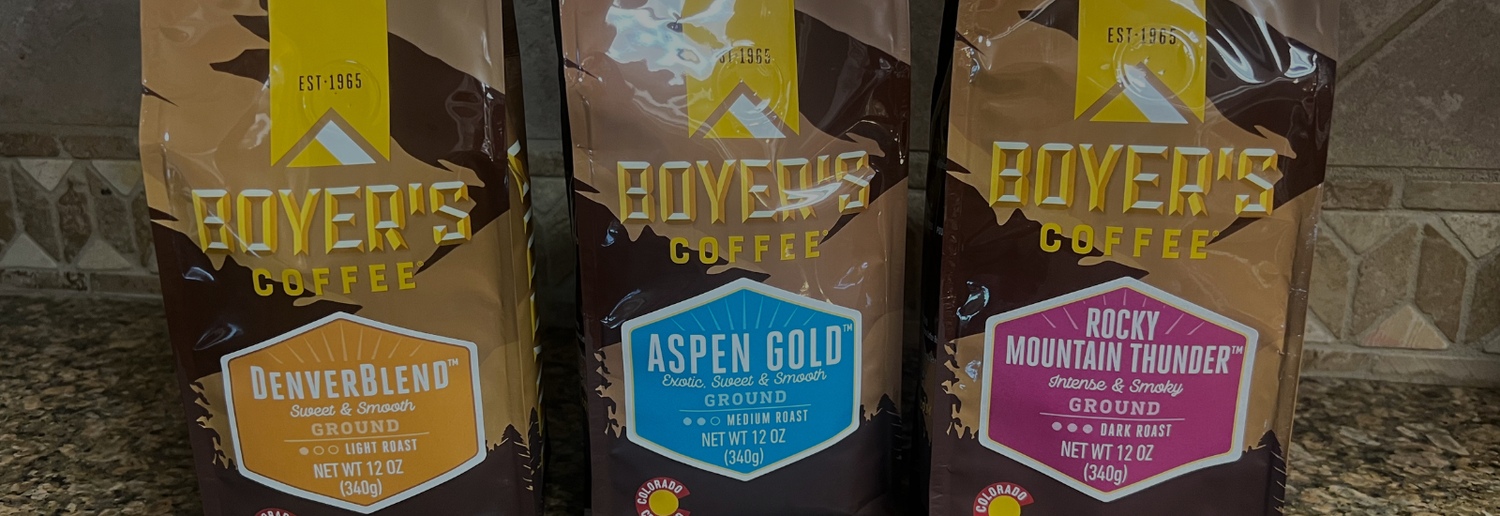 EST·1965
BOYER'S
COFFEE®
DENVERBLEND™
Sweet & Smooth
GROUND
LIGHT ROAST
NET WT 12 OZ
(340g)
1965
BOYER'S
COFFEE®
ASPEN GOLD™
Exotic, Sweet & Smooth
GROUND
MEDIUM ROAST
NET WT 12 OZ
(340g)
COLORADO
EST·1965
BOYER'S
COFFEE®
ROCKY
MOUNTAIN THUNDER™
Intense & Smoky
GROUND
DARK ROAST
NET WT 12 OZ
(340g)
COLORADO